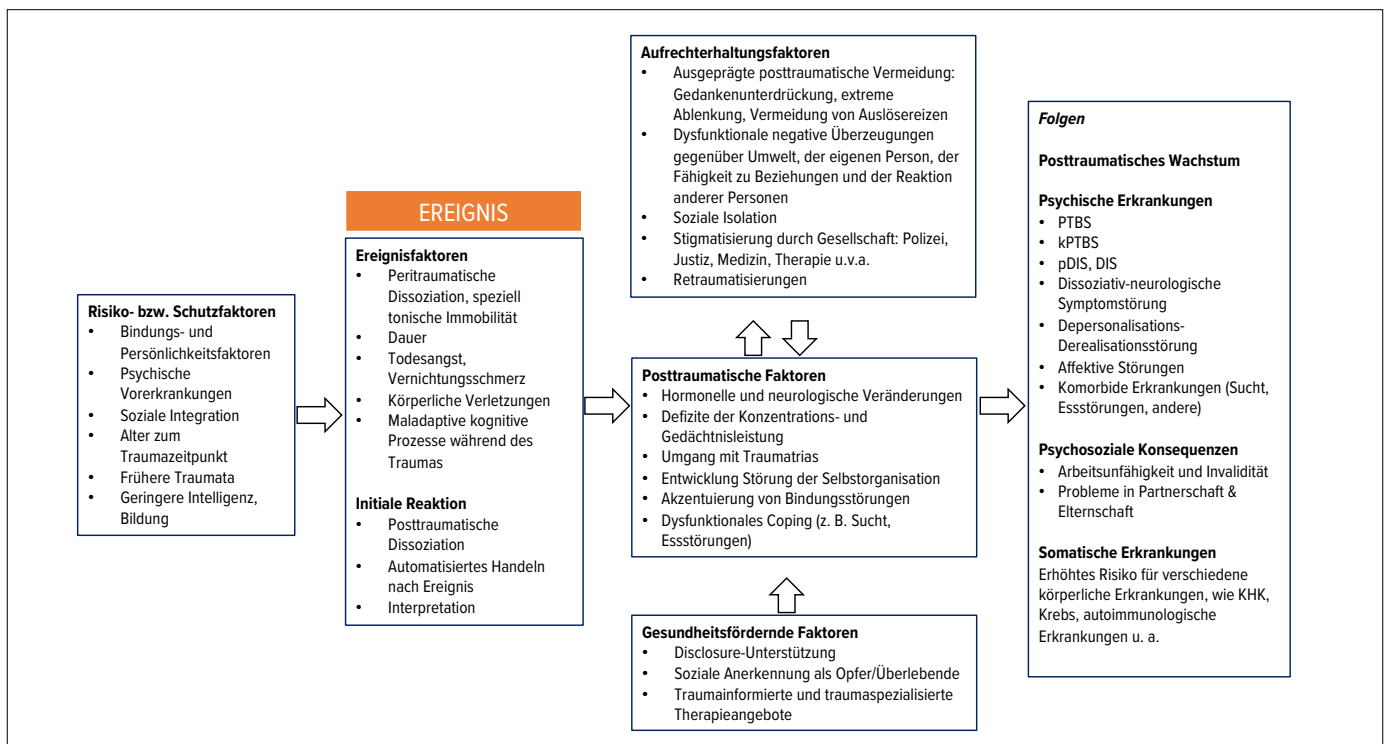 Risiko- bzw. Schutzfaktoren
• Bindungs- und
Persönlichkeitsfaktoren
• Psychische
Vorerkrankungen
• Soziale Integration
• Alter zum
Traumazeitpunkt
• Frühere Traumata
• Geringere Intelligenz,
Bildung
EREIGNIS
Ereignisfaktoren
• Peritraumatische
Dissoziation, speziell
tonische Immobilität
• Dauer
• Todesangst,
Vernichtungsschmerz
• Körperliche Verletzungen
• Maladaptive kognitive
Prozesse während des
Traumas
Initiale Reaktion
• Posttraumatische
Dissoziation
• Automatisiertes Handeln
nach Ereignis
• Interpretation
Aufrechterhaltungsfaktoren
• Ausgeprägte posttraumatische Vermeidung:
Gedankenunterdrückung, extreme
Ablenkung, Vermeidung von Auslösereizen
• Dysfunktionale negative Überzeugungen
gegenüber Umwelt, der eigenen Person, der
Fähigkeit zu Beziehungen und der Reaktion
anderer Personen
• Soziale Isolation
• Stigmatisierung durch Gesellschaft: Polizei,
Justiz, Medizin, Therapie u.v.a.
• Retraumatisierungen
Posttraumatische Faktoren
• Hormonelle und neurologische Veränderungen
• Defizite der Konzentrations- und
Gedächtnisleistung
• Umgang mit Traumatrias
• Entwicklung Störung der Selbstorganisation
• Akzentuierung von Bindungsstörungen
• Dysfunktionales Coping (z. B. Sucht,
Essstörungen)
Gesundheitsfördernde Faktoren
• Disclosure-Unterstützung
• Soziale Anerkennung als Opfer/Überlebende
• Traumainformierte und traumaspezialisierte
Therapieangebote
Folgen
Posttraumatisches Wachstum
Psychische Erkrankungen
• PTBS
• kPTBS
• pDIS, DIS
• Dissoziativ-neurologische
Symptomstörung
• Depersonalisations-
Derealisationsstörung
• Affektive Störungen
• Komorbide Erkrankungen (Sucht,
Essstörungen, andere)
Psychosoziale Konsequenzen
• Arbeitsunfähigkeit und Invalidität
• Probleme in Partnerschaft &
Elternschaft
Somatische Erkrankungen
Erhöhtes Risiko für verschiedene
körperliche Erkrankungen, wie KHK,
Krebs, autoimmunologische
Erkrankungen u. a.